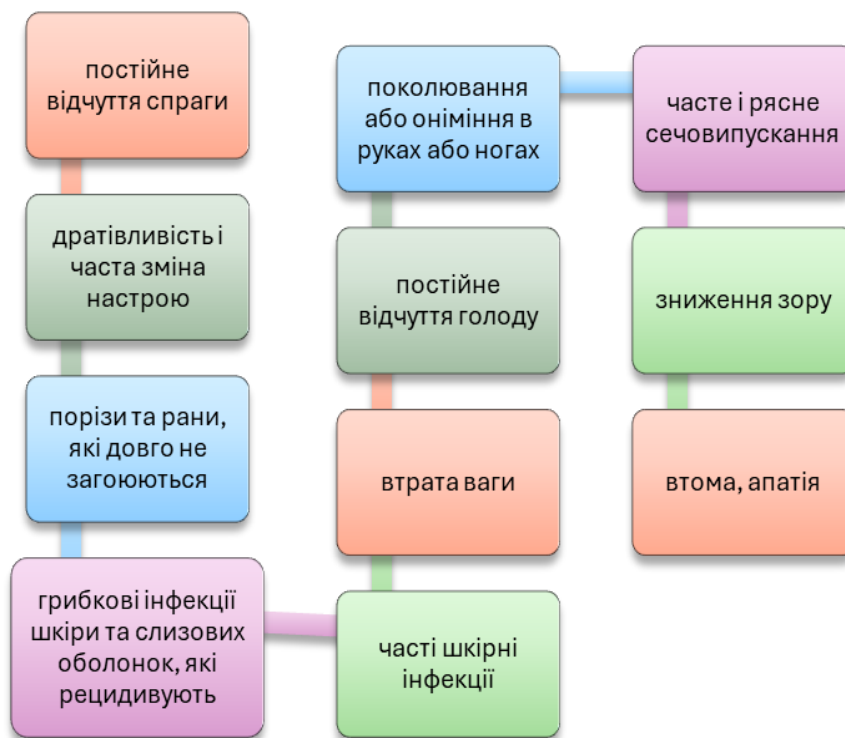 постійне
відчуття спраги
дратівливість і
часта зміна
настрою
порізи та рани,
які довго не
загоюються
грибкові інфекції
шкіри та слизових
оболонок, які
рецидивують
часті шкірні
інфекції
втрата ваги
постійне
відчуття голоду
поколювання
або оніміння в
руках або ногах
часте і рясне
сечовипускання
зниження зору
втома, апатія